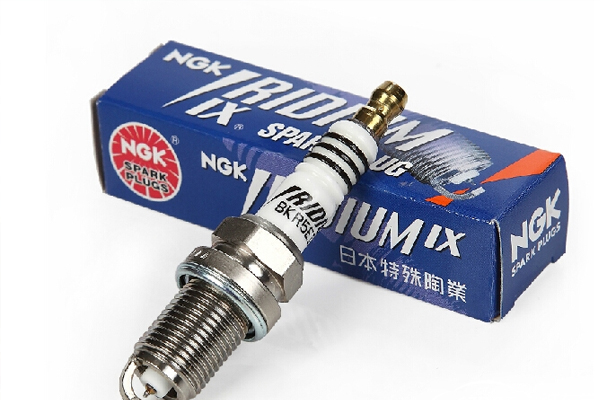 NGK
IRIDIUM
IX®
SPARK PLUG
NGK
SPARK
PLUGS
®
NGK
IRIDIUM IX
日本特殊陶業
NGK
SPARK PLUGS
IRIDI
BKR5E